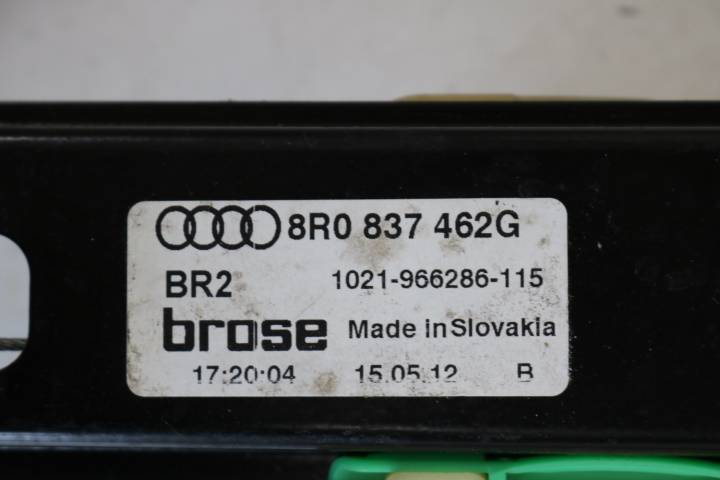 8R0 837 462G
BR2 1021-966286-115
brose Made in Slovakia
17:20:04 15.05.12 B